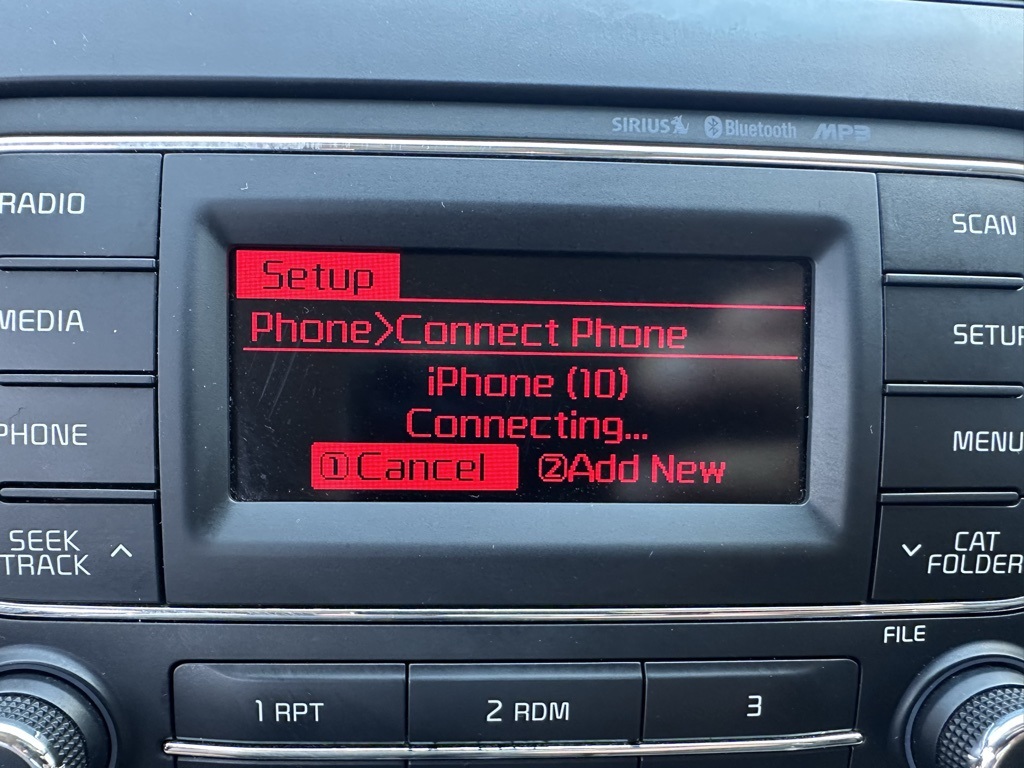 SIRIUS Bluetooth MP3
RADIO
SCAN
Setup
MEDIA
Phone>Connect Phone
SETUP
iPhone (10)
Connecting...
PHONE
MENU
①Cancel ②Add New
SEEK
TRACK
CAT
FOLDER
FILE
1 RPT
2 RDM
3